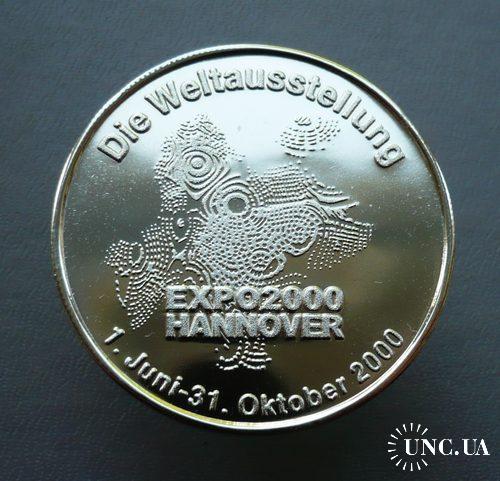 Die Weltausstellung
EXPO2000
HANNOVER
1. Juni-31. Oktober 2000
UNC.UA